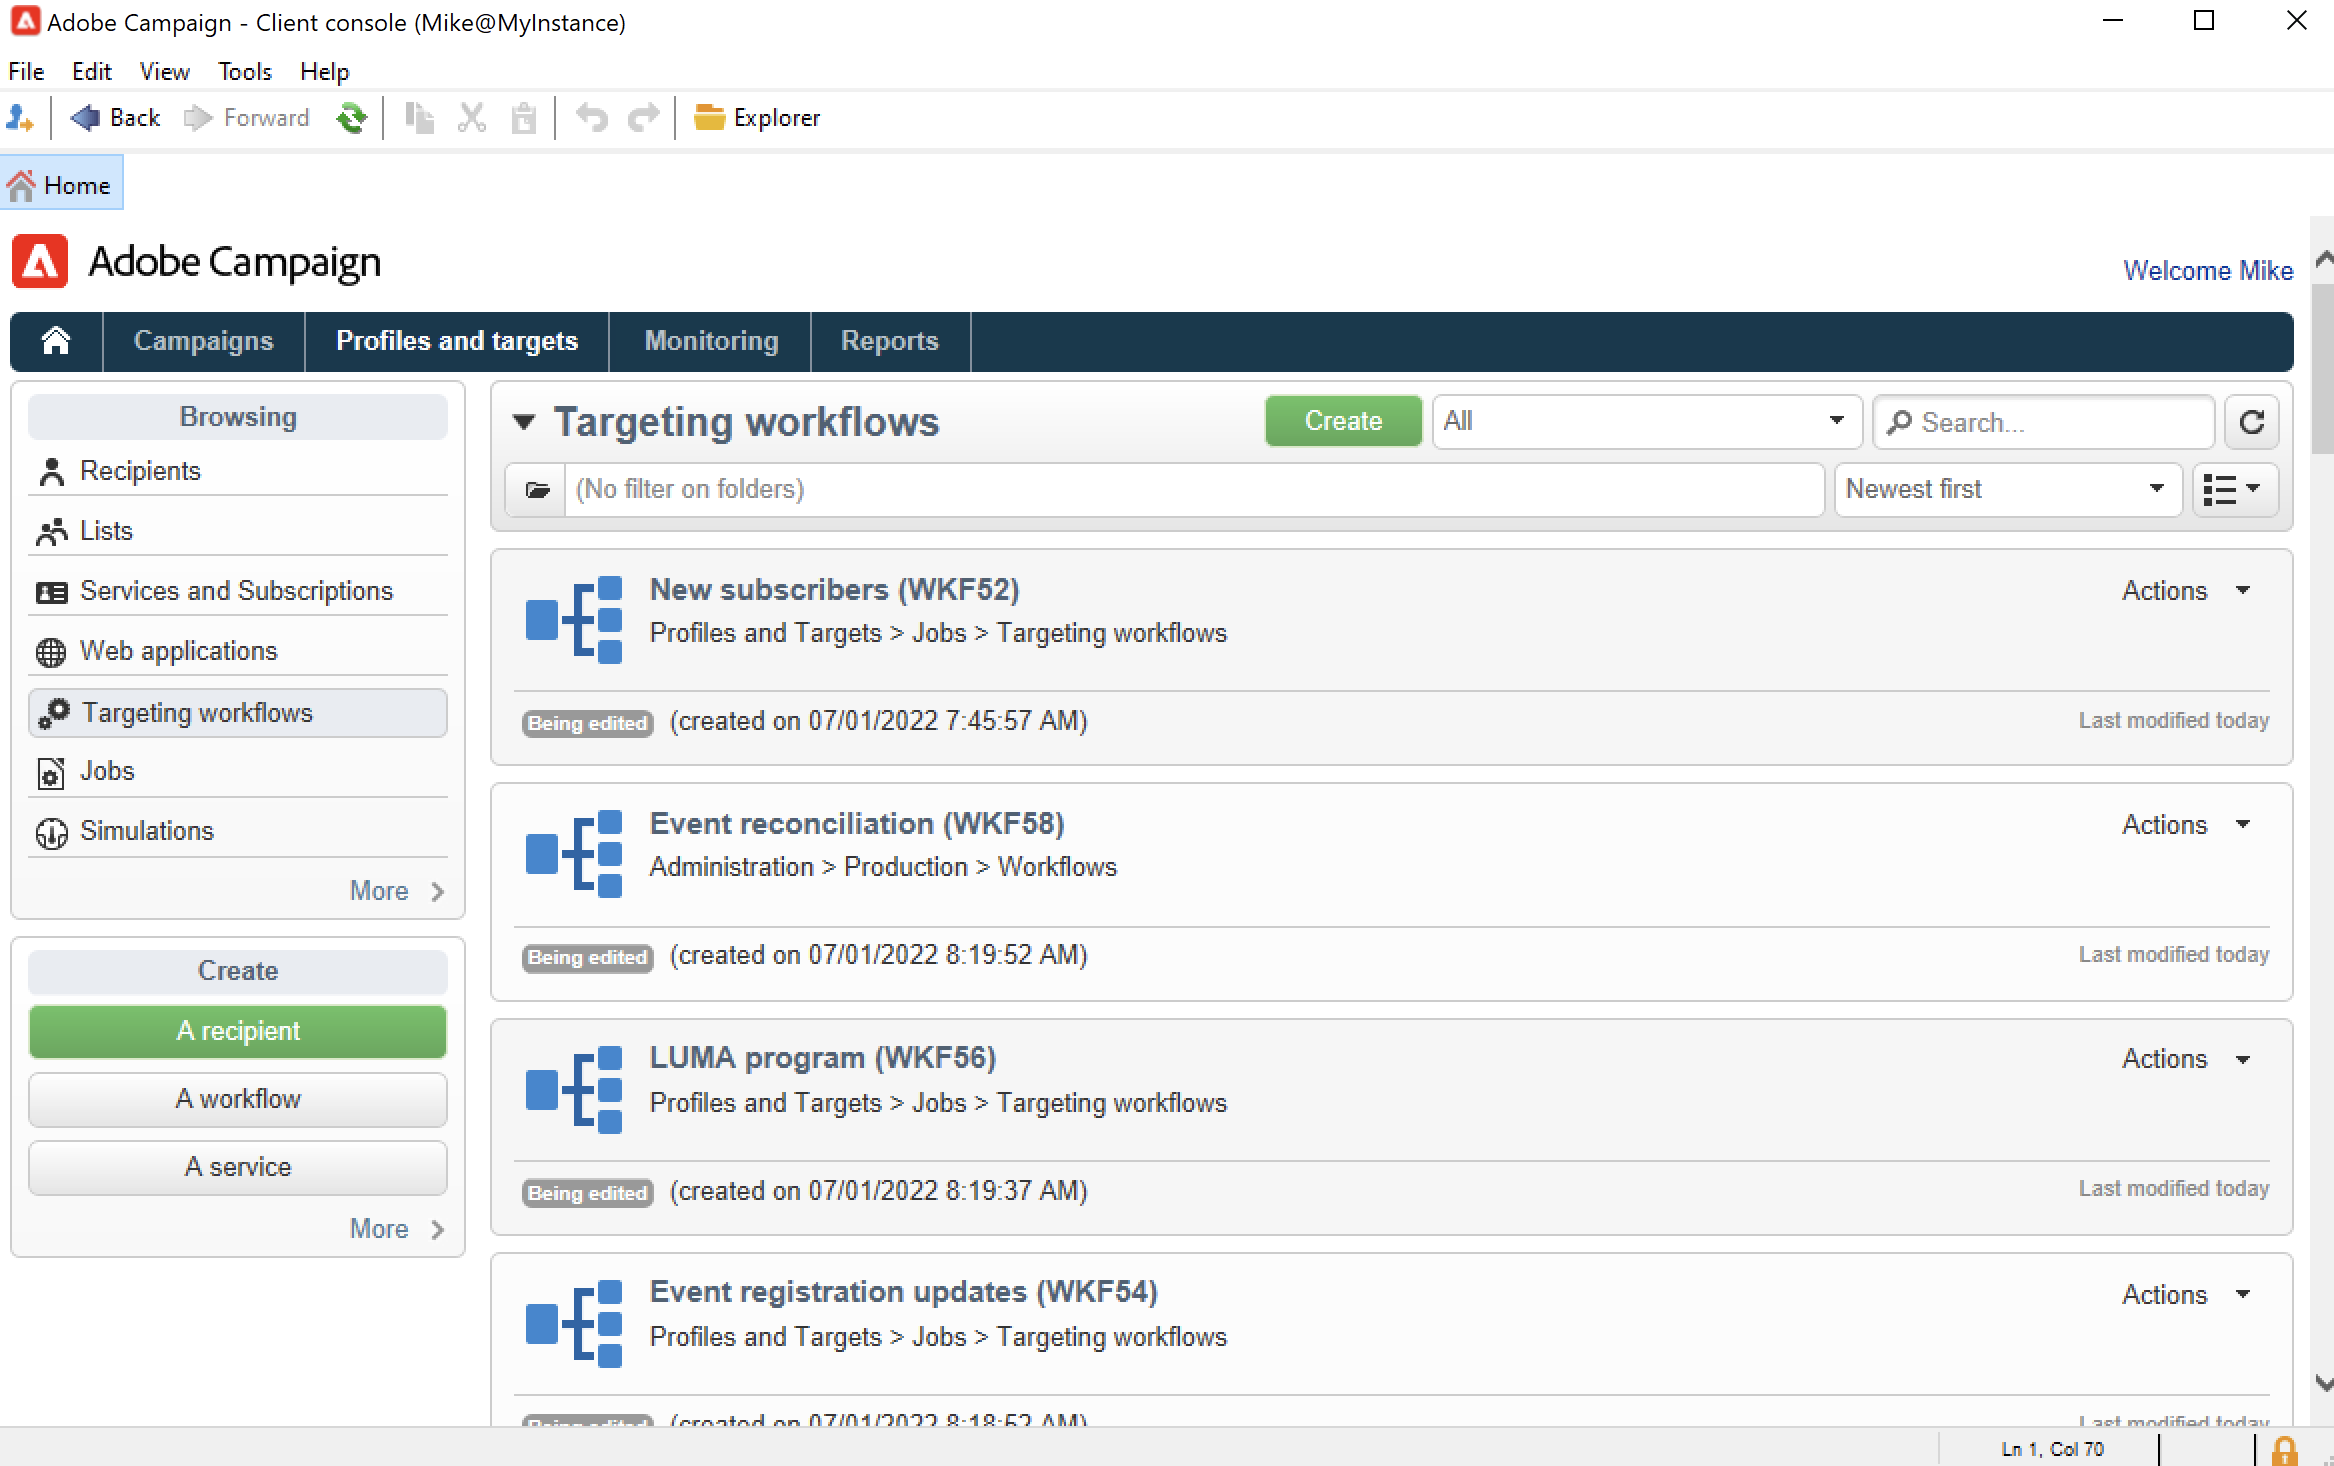 Adobe Campaign - Client console (Mike@MyInstance)
File Edit View Tools Help
Back Forward Explorer
Home
Adobe Campaign
Welcome Mike
Campaigns Profiles and targets Monitoring Reports
Browsing
Recipients
Lists
Services and Subscriptions
Web applications
Targeting workflows
Jobs
Simulations
More
Create
A recipient
A workflow
A service
More
Targeting workflows Create All Search...
(No filter on folders) Newest first
New subscribers (WKF52) Actions
Profiles and Targets > Jobs > Targeting workflows
Being edited (created on 07/01/2022 7:45:57 AM) Last modified today
Event reconciliation (WKF58) Actions
Administration > Production > Workflows
Being edited (created on 07/01/2022 8:19:52 AM) Last modified today
LUMA program (WKF56) Actions
Profiles and Targets > Jobs > Targeting workflows
Being edited (created on 07/01/2022 8:19:37 AM) Last modified today
Event registration updates (WKF54) Actions
Profiles and Targets > Jobs > Targeting workflows
Being edited (created on 07/01/2022 8:18:52 AM) Last modified today
Ln 1, Col 70